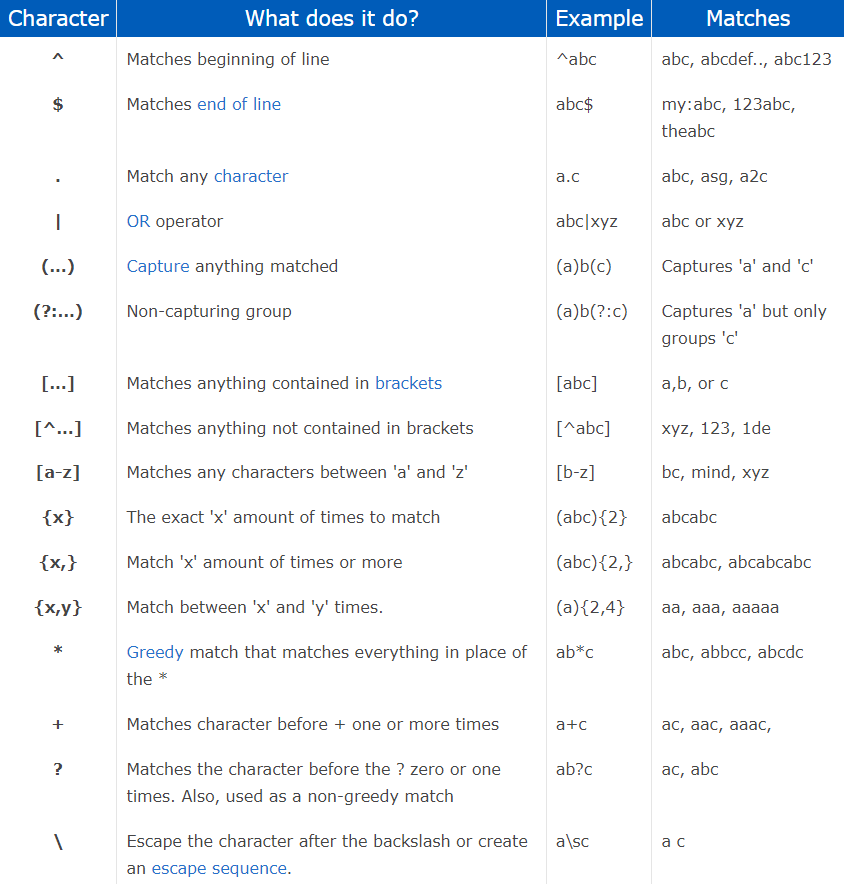 Character What does it do? Example Matches
^ Matches beginning of line ^abc abc, abcdef.., abc123
$ Matches end of line abc$ my:abc, 123abc,
theabc
. Match any character a.c abc, asg, a2c
| OR operator abc|xyz abc or xyz
(...) Capture anything matched (a)b(c) Captures 'a' and 'c'
(?:...) Non-capturing group (a)b(?:c) Captures 'a' but only
groups 'c'
[...] Matches anything contained in brackets [abc] a,b, or c
[^...] Matches anything not contained in brackets [^abc] xyz, 123, 1de
[a-z] Matches any characters between 'a' and 'z' [b-z] bc, mind, xyz
{x} The exact 'x' amount of times to match (abc){2} abcabc
{x,} Match 'x' amount of times or more (abc){2,} abcabc, abcabcabc
{x,y} Match between 'x' and 'y' times. (a){2,4} aa, aaa, aaaaa
* Greedy match that matches everything in place of ab*c abc, abbcc, abcdc
the *
+ Matches character before + one or more times a+c ac, aac, aaac,
? Matches the character before the ? zero or one ab?c ac, abc
times. Also, used as a non-greedy match
\ Escape the character after the backslash or create a\sc a c
an escape sequence.